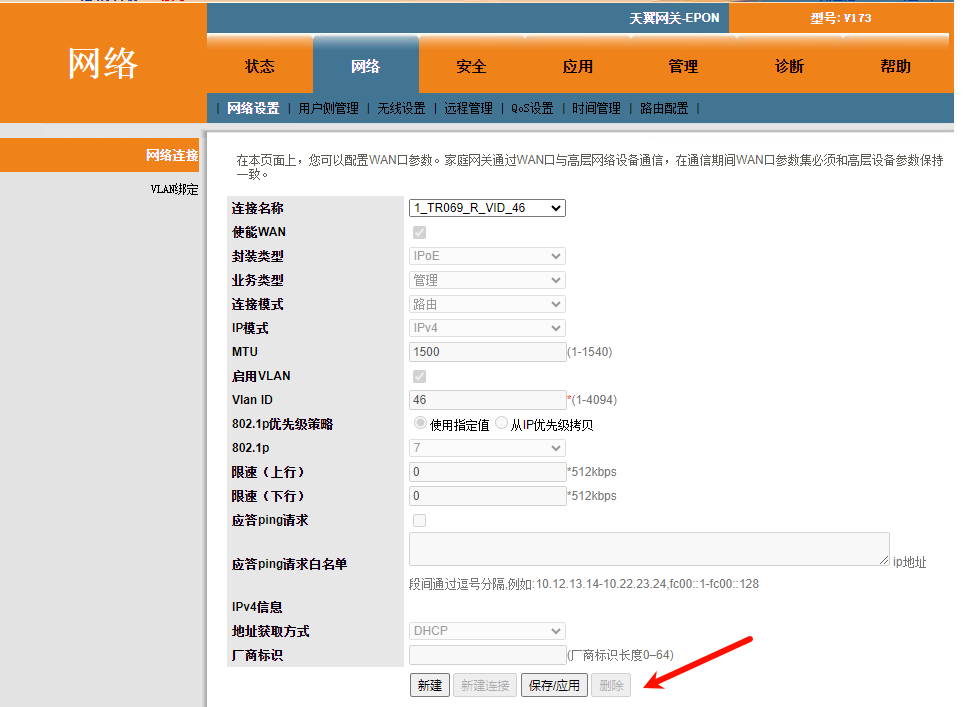 天翼网关-EPON 型号: V173
网络
状态 网络 安全 应用 管理 诊断 帮助
网络设置 | 用户侧管理 | 无线设置 | 远程管理 | QoS设置 | 时间管理 | 路由配置 |
网络连接
VLAN绑定
在本页面上，您可以配置WAN口参数。家庭网关通过WAN口与高层网络设备通信，在通信期间WAN口参数集必须和高层设备参数保持
一致。
连接名称 1_TR069_R_VID_46
使能WAN
封装类型 IPoE
业务类型 管理
连接模式 路由
IP模式 IPv4
MTU 1500 (1-1540)
启用VLAN
Vlan ID 46 *(1-4094)
802.1p优先级策略 使用指定值 从IP优先级拷贝
802.1p 7
限速（上行） 0 *512kbps
限速（下行） 0 *512kbps
应答ping请求
应答ping请求白名单 ip地址
段间通过逗号分隔,例如:10.12.13.14-10.22.23.24,fc00::1-fc00::128
IPv4信息
地址获取方式 DHCP
厂商标识 (厂商标识长度0–64)
新建 新建连接 保存/应用 删除